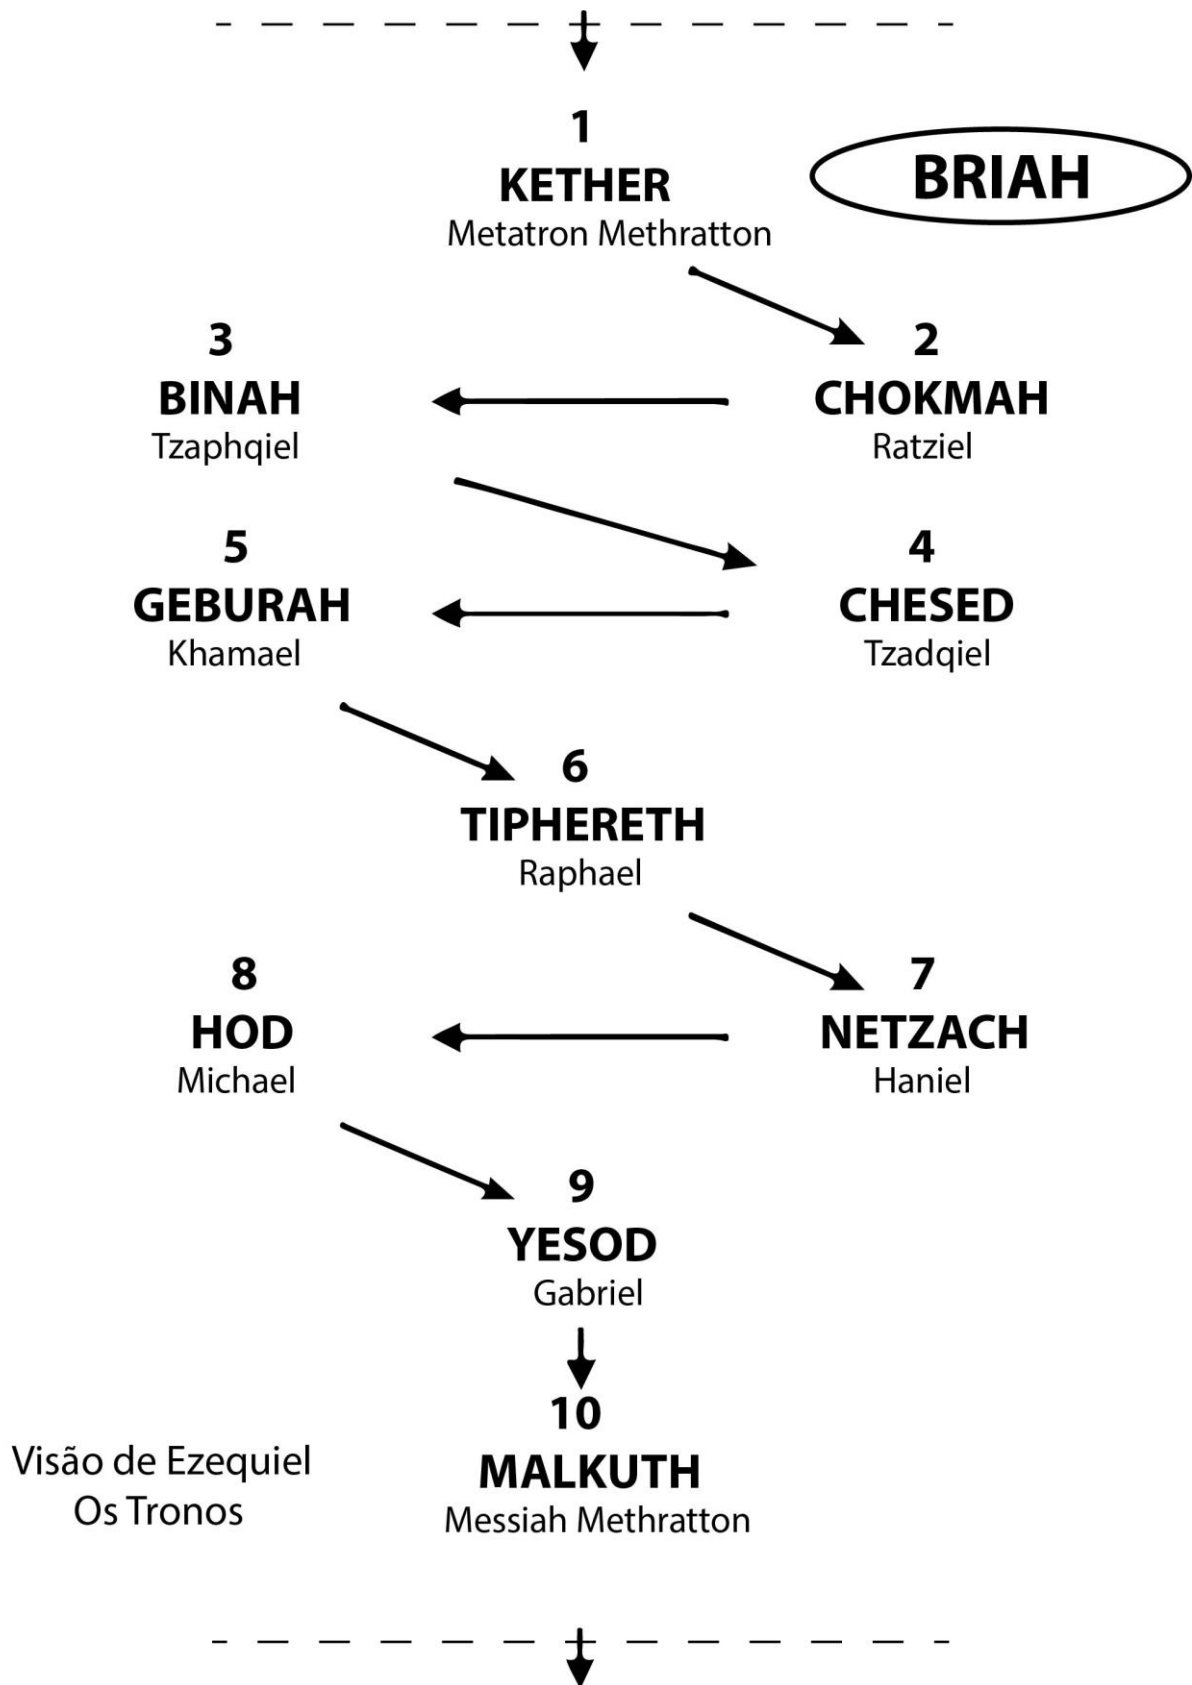 1
KETHER
Metatron Methratton
BRIAH
3
BINAH
Tzaphqiel
2
CHOKMAH
Ratziel
5
GEBURAH
Khamael
4
CHESED
Tzadqiel
6
TIPHERETH
Raphael
8
HOD
Michael
7
NETZACH
Haniel
9
YESOD
Gabriel
10
MALKUTH
Messiah Methratton
Visão de Ezequiel
Os Tronos